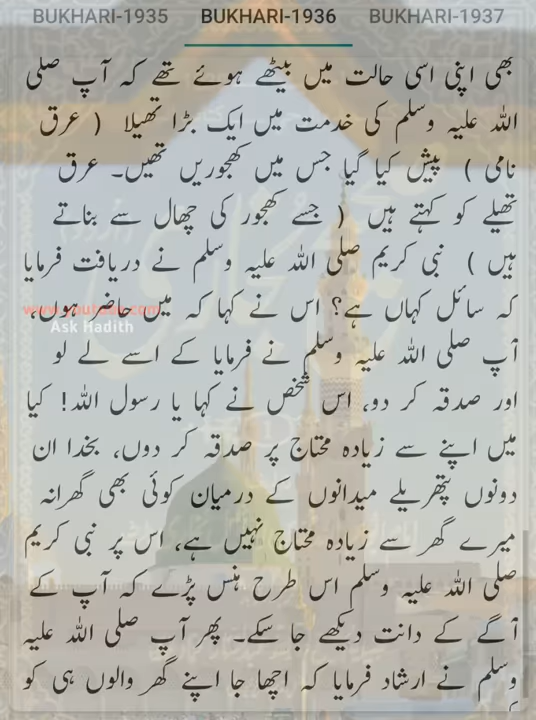 BUKHARI-1935 BUKHARI-1936 BUKHARI-1937
بھی اپنی اسی حالت میں بیٹھے ہوئے تھے کہ آپ صلی
اللہ علیہ وسلم کی خدمت میں ایک بڑا تھیلا ( عرق
نامی ) پیش کیا گیا جس میں کھجوریں تھیں۔ عرق
تھیلے کو کہتے ہیں ( جسے کھجور کی چھال سے بناتے
ہیں ) نبی کریم صلی اللہ علیہ وسلم نے دریافت فرمایا
کہ سائل کہاں ہے؟ اس نے کہا کہ میں حاضر ہوں،
Ask Hadith
آپ صلی اللہ علیہ وسلم نے فرمایا کے اسے لے لو
اور صدقہ کر دو، اس شخص نے کہا یا رسول اللہ! کیا
میں اپنے سے زیادہ محتاج پر صدقہ کر دوں، بخدا ان
دونوں پتھریلے میدانوں کے درمیان کوئی بھی گھرانہ
میرے گھر سے زیادہ محتاج نہیں ہے، اس پر نبی کریم
صلی اللہ علیہ وسلم اس طرح ہنس پڑے کہ آپ کے
آگے کے دانت دیکھے جا سکے۔ پھر آپ صلی اللہ علیہ
وسلم نے ارشاد فرمایا کہ اچھا جا اپنے گھر والوں ہی کو